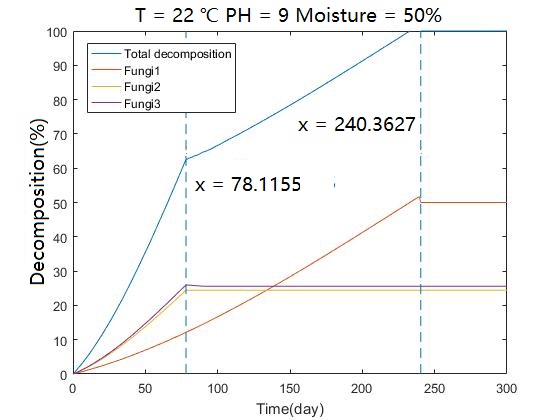 T = 22 ℃ PH = 9 Moisture = 50%
100
90
80
70
60
50
40
30
20
10
0
Decomposition(%)
Total decomposition
Fungi1
Fungi2
Fungi3
x = 240.3627
x = 78.1155
0
50
100
150
200
250
300
Time(day)